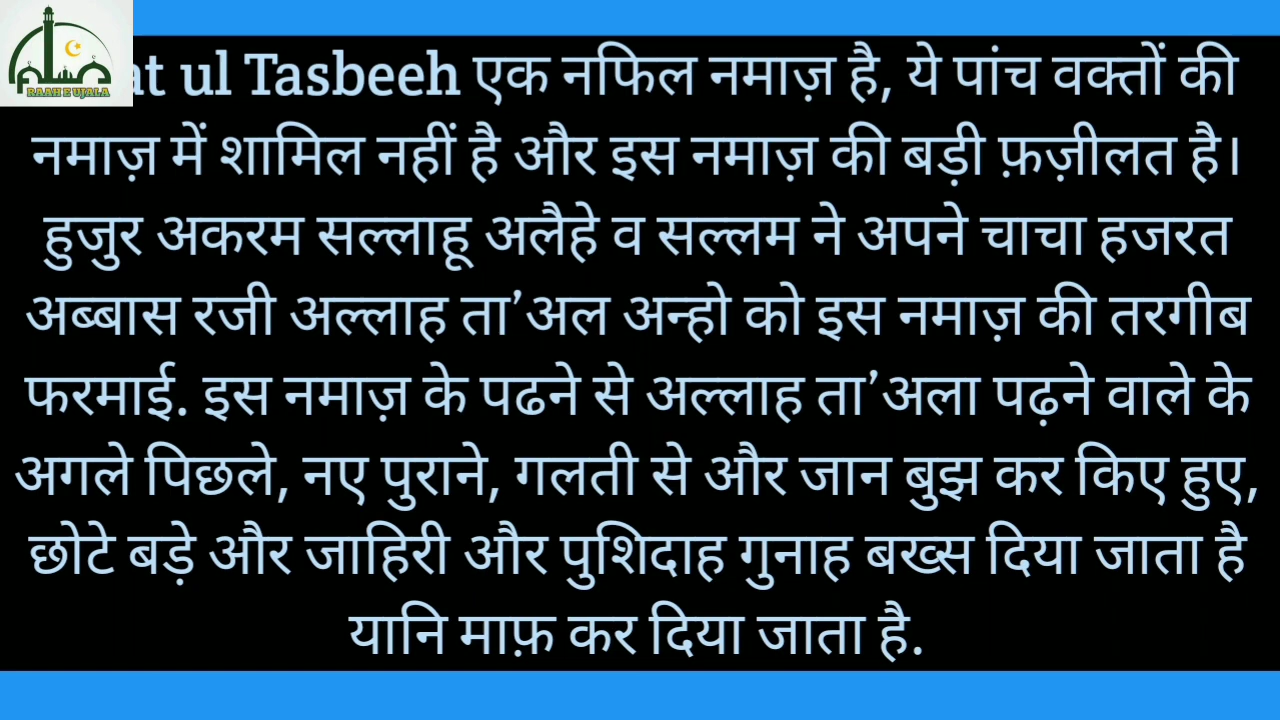 RAAH E UJALA
ul Tasbeeh एक नफिल नमाज़ है, ये पांच वक्तों की
नमाज़ में शामिल नहीं है और इस नमाज़ की बड़ी फ़ज़ीलत है।
हुजुर अकरम सल्लाहू अलैहे व सल्लम ने अपने चाचा हजरत
अब्बास रजी अल्लाह ता’अल अन्हो को इस नमाज़ की तरगीब
फरमाई. इस नमाज़ के पढने से अल्लाह ता’अला पढ़ने वाले के
अगले पिछले, नए पुराने, गलती से और जान बुझ कर किए हुए,
छोटे बड़े और जाहिरी और पुशिदाह गुनाह बख्स दिया जाता है
यानि माफ़ कर दिया जाता है.